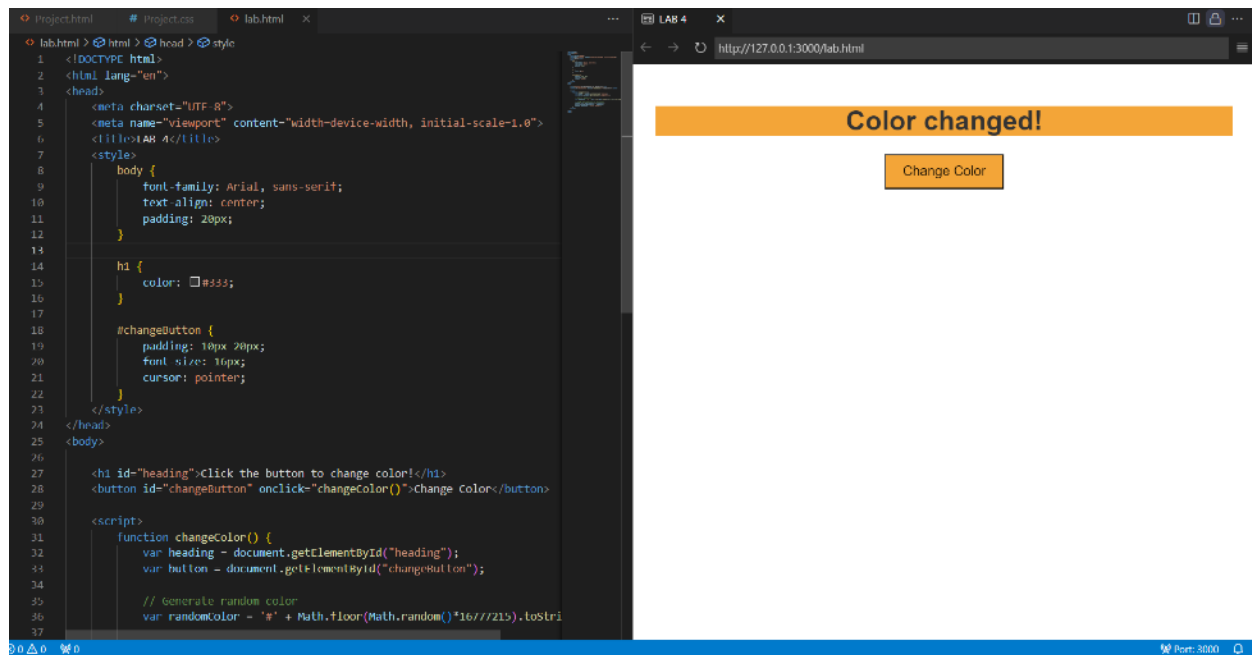 Project.html
# Project.css
lab.html
lab.html > html > head > style
1 <!DOCTYPE html>
2 <html lang="en">
3 <head>
4 <meta charset="UTF-8">
5 <meta name="viewport" content="width=device-width, initial-scale=1.0">
6 <title>LAB 4</title>
7 <style>
8 body {
9 font-family: Arial, sans-serif;
10 text-align: center;
11 padding: 20px;
12 }
13
14 h1 {
15 color: #333;
16 }
17
18 #changeButton {
19 padding: 10px 20px;
20 font-size: 16px;
21 cursor: pointer;
22 }
23 </style>
24 </head>
25 <body>
26
27 <h1 id="heading">Click the button to change color!</h1>
28 <button id="changeButton" onclick="changeColor()">Change Color</button>
29
30 <script>
31 function changeColor() {
32 var heading = document.getElementById("heading");
33 var button = document.getElementById("changeButton");
34
35 // Generate random color
36 var randomColor = '#' + Math.floor(Math.random()*16777215).toStri
37
0 0 0
LAB 4
http://127.0.0.1:3000/lab.html
Color changed!
Change Color
Port: 3000